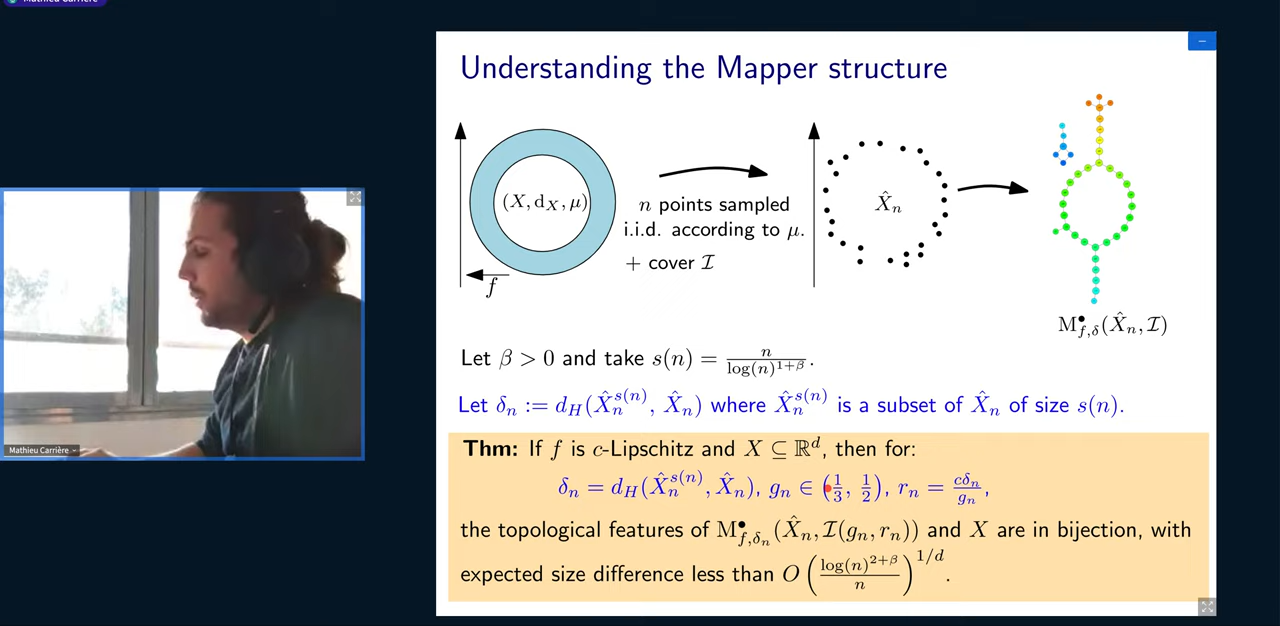 Mathieu Carrière
Understanding the Mapper structure
(X, d_X, μ)
f
n points sampled
i.i.d. according to μ.
+ cover 𝓘
X̂_n
M•_{f,δ}(X̂_n, 𝓘)
Let β > 0 and take s(n) = n / log(n)^{1+β}.
Let δ_n := d_H(X̂_n^{s(n)}, X̂_n) where X̂_n^{s(n)} is a subset of X̂_n of size s(n).
Thm: If f is c-Lipschitz and X ⊆ ℝ^d, then for:
δ_n = d_H(X̂_n^{s(n)}, X̂_n), g_n ∈ (1/3, 1/2), r_n = cδ_n / g_n,
the topological features of M•_{f,δ_n}(X̂_n, 𝓘(g_n, r_n)) and X are in bijection, with
expected size difference less than O(log(n)^{2+β} / n)^{1/d}.
Mathieu Carrière